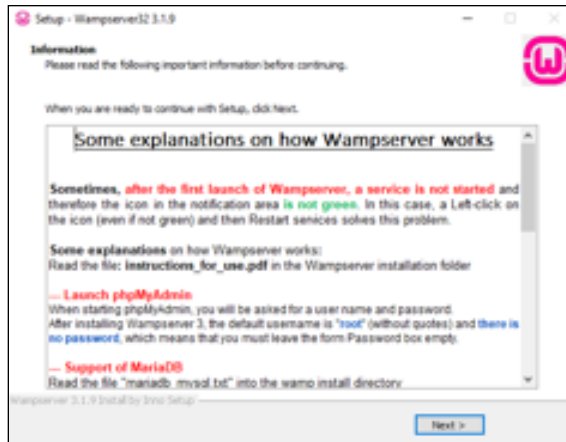 Setup - Wampserver32 3.1.9
Information
Please read the following important information before continuing.
When you are ready to continue with Setup, click Next.
Some explanations on how Wampserver works
Sometimes, after the first launch of Wampserver, a service is not started and
therefore the icon in the notification area is not green. In this case, a Left-click on
the icon (even if not green) and then Restart services solves this problem.
Some explanations on how Wampserver works:
Read the file: instructions_for_use.pdf in the Wampserver installation folder
--- Launch phpMyAdmin
When starting phpMyAdmin, you will be asked for a user name and password.
After installing Wampserver 3, the default username is "root" (without quotes) and there is
no password, which means that you must leave the form Password box empty.
--- Support of MariaDB
Read the file "mariadb_mysql.txt" into the wamp install directory
Wampserver 3.1.9 Install by Inno Setup
Next >